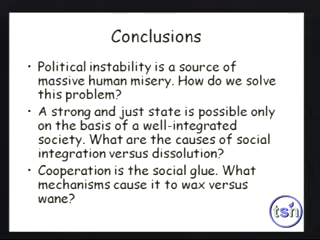 Conclusions
• Political instability is a source of
massive human misery. How do we solve
this problem?
• A strong and just state is possible only
on the basis of a well-integrated
society. What are the causes of social
integration versus dissolution?
• Cooperation is the social glue. What
mechanisms cause it to wax versus
wane?
tsn